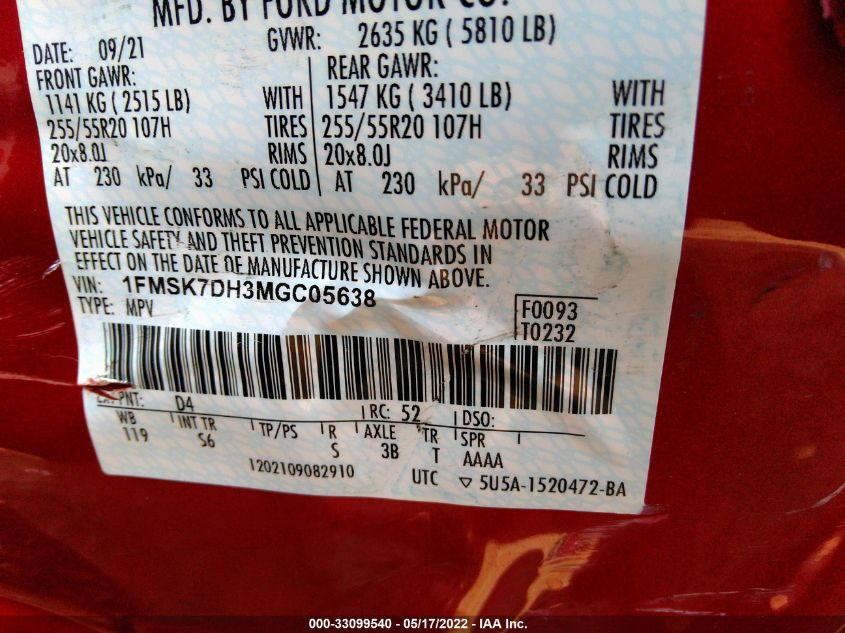 MFD. BY FORD MOTOR CO.
DATE: 09/21 GVWR: 2635 KG ( 5810 LB)
FRONT GAWR: REAR GAWR:
1141 KG ( 2515 LB) WITH 1547 KG ( 3410 LB) WITH
255/55R20 107H TIRES 255/55R20 107H TIRES
20x8.0J RIMS 20x8.0J RIMS
AT 230 kPa/ 33 PSI COLD AT 230 kPa/ 33 PSI COLD
THIS VEHICLE CONFORMS TO ALL APPLICABLE FEDERAL MOTOR
VEHICLE SAFETY AND THEFT PREVENTION STANDARDS IN
EFFECT ON THE DATE OF MANUFACTURE SHOWN ABOVE.
VIN: 1FMSK7DH3MGC05638
TYPE: MPV
F0093
T0232
EXT PNT: D4 RC: 52 DSO:
WB INT TR TP/PS R AXLE TR SPR
119 S6 S 3B T AAAA
1202109082910 UTC ▽ 5U5A-1520472-BA
000-33099540 - 05/17/2022 - IAA Inc.